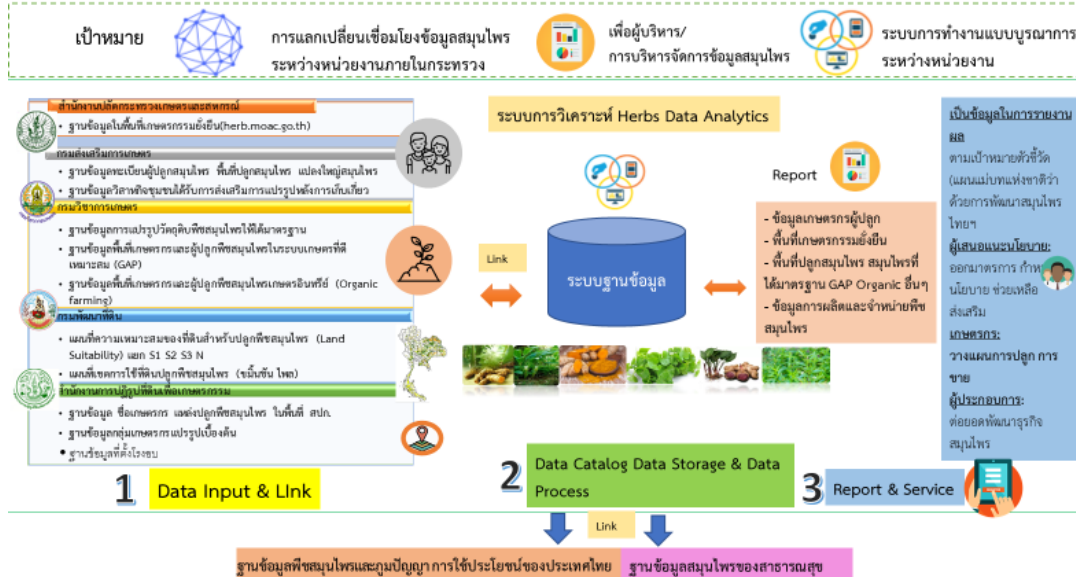 เป้าหมาย
การแลกเปลี่ยนเชื่อมโยงข้อมูลสมุนไพร
ระหว่างหน่วยงานภายในกระทรวง
เพื่อผู้บริหาร/
การบริหารจัดการข้อมูลสมุนไพร
ระบบการทำงานแบบบูรณาการ
ระหว่างหน่วยงาน
สำนักงานปลัดกระทรวงเกษตรและสหกรณ์
• ฐานข้อมูลในพื้นที่เกษตรกรรมยั่งยืน(herb.moac.go.th)
กรมส่งเสริมการเกษตร
• ฐานข้อมูลทะเบียนผู้ปลูกสมุนไพร พื้นที่ปลูกสมุนไพร แปลงใหญ่สมุนไพร
• ฐานข้อมูลวิสาหกิจชุมชนได้รับการส่งเสริมการแปรรูปหลังการเก็บเกี่ยว
กรมวิชาการเกษตร
• ฐานข้อมูลการแปรรูปวัตถุดิบพืชสมุนไพรให้ได้มาตรฐาน
• ฐานข้อมูลพื้นที่เกษตรกรและผู้ปลูกพืชสมุนไพรในระบบเกษตรที่ดี
เหมาะสม (GAP)
• ฐานข้อมูลพื้นที่เกษตรกรและผู้ปลูกพืชสมุนไพรเกษตรอินทรีย์ (Organic
farming)
กรมพัฒนาที่ดิน
• แผนที่ความเหมาะสมของที่ดินสำหรับปลูกพืชสมุนไพร (Land
Suitability) แยก S1 S2 S3 N
• แผนที่เขตการใช้ที่ดินปลูกพืชสมุนไพร (ขมิ้นชัน ไพล)
สำนักงานการปฏิรูปที่ดินเพื่อเกษตรกรรม
• ฐานข้อมูล ชื่อเกษตรกร แหล่งปลูกพืชสมุนไพร ในพื้นที่ สปก.
• ฐานข้อมูลกลุ่มเกษตรกรแปรรูปเบื้องต้น
• ฐานข้อมูลที่ตั้งโรงอบ
1 Data Input & LInk
ระบบการวิเคราะห์ Herbs Data Analytics
Link
ระบบฐานข้อมูล
Report
- ข้อมูลเกษตรกรผู้ปลูก
- พื้นที่เกษตรกรรมยั่งยืน
- พื้นที่ปลูกสมุนไพร สมุนไพรที่
ได้มาตรฐาน GAP Organic อื่นๆ
- ข้อมูลการผลิตและจำหน่ายพืช
สมุนไพร
2 Data Catalog Data Storage & Data
Process
เป็นข้อมูลในการรายงาน
ผล
ตามเป้าหมายตัวชี้วัด
(แผนแม่บทแห่งชาติว่า
ด้วยการพัฒนาสมุนไพร
ไทยฯ
ผู้เสนอแนะนโยบาย:
ออกมาตรการ
นโยบาย ช่วยเหลือ
ส่งเสริม
เกษตรกร:
วางแผนการปลูก การ
ขาย
ผู้ประกอบการ:
ต่อยอดพัฒนาธุรกิจ
สมุนไพร
3 Report & Service
Link
ฐานข้อมูลพืชสมุนไพรและภูมปัญญา การใช้ประโยชน์ของประเทศไทย
ฐานข้อมูลสมุนไพรของสาธารณสุข